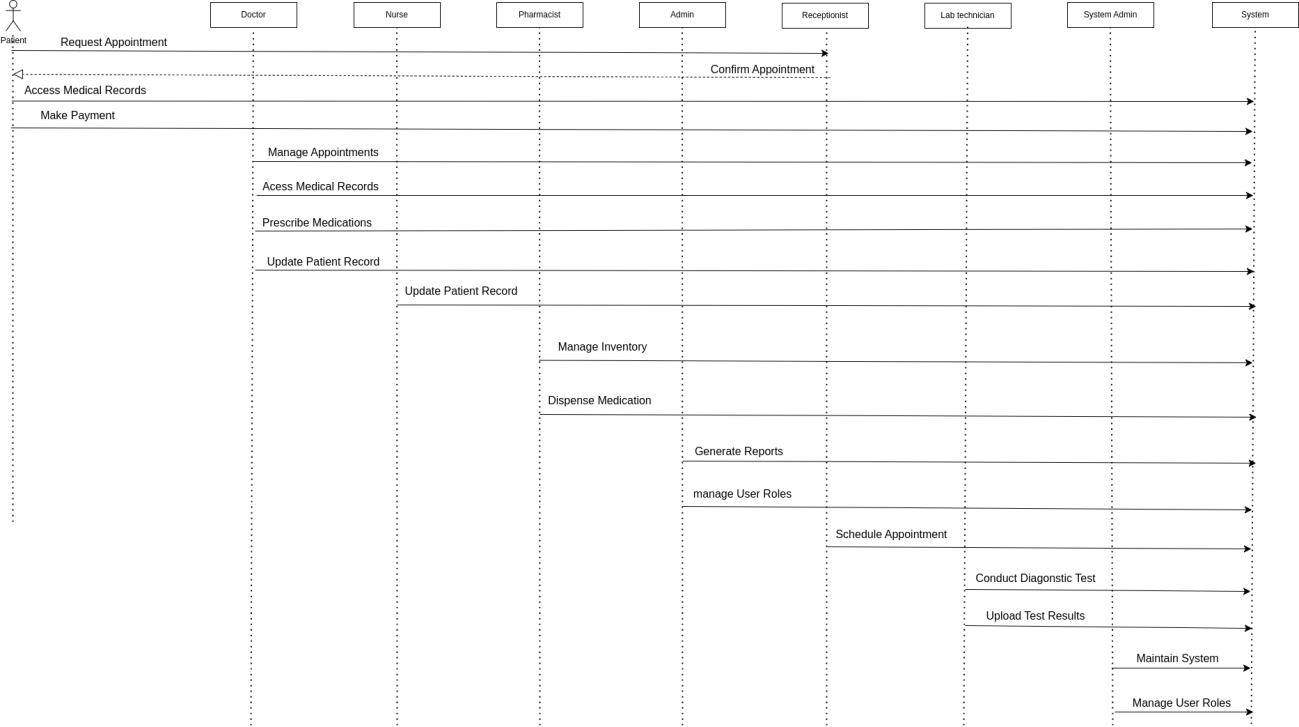 Patient
Doctor
Nurse
Pharmacist
Admin
Receptionist
Lab technician
System Admin
System
Request Appointment
Confirm Appointment
Access Medical Records
Make Payment
Manage Appointments
Acess Medical Records
Prescribe Medications
Update Patient Record
Update Patient Record
Manage Inventory
Dispense Medication
Generate Reports
manage User Roles
Schedule Appointment
Conduct Diagonstic Test
Upload Test Results
Maintain System
Manage User Roles